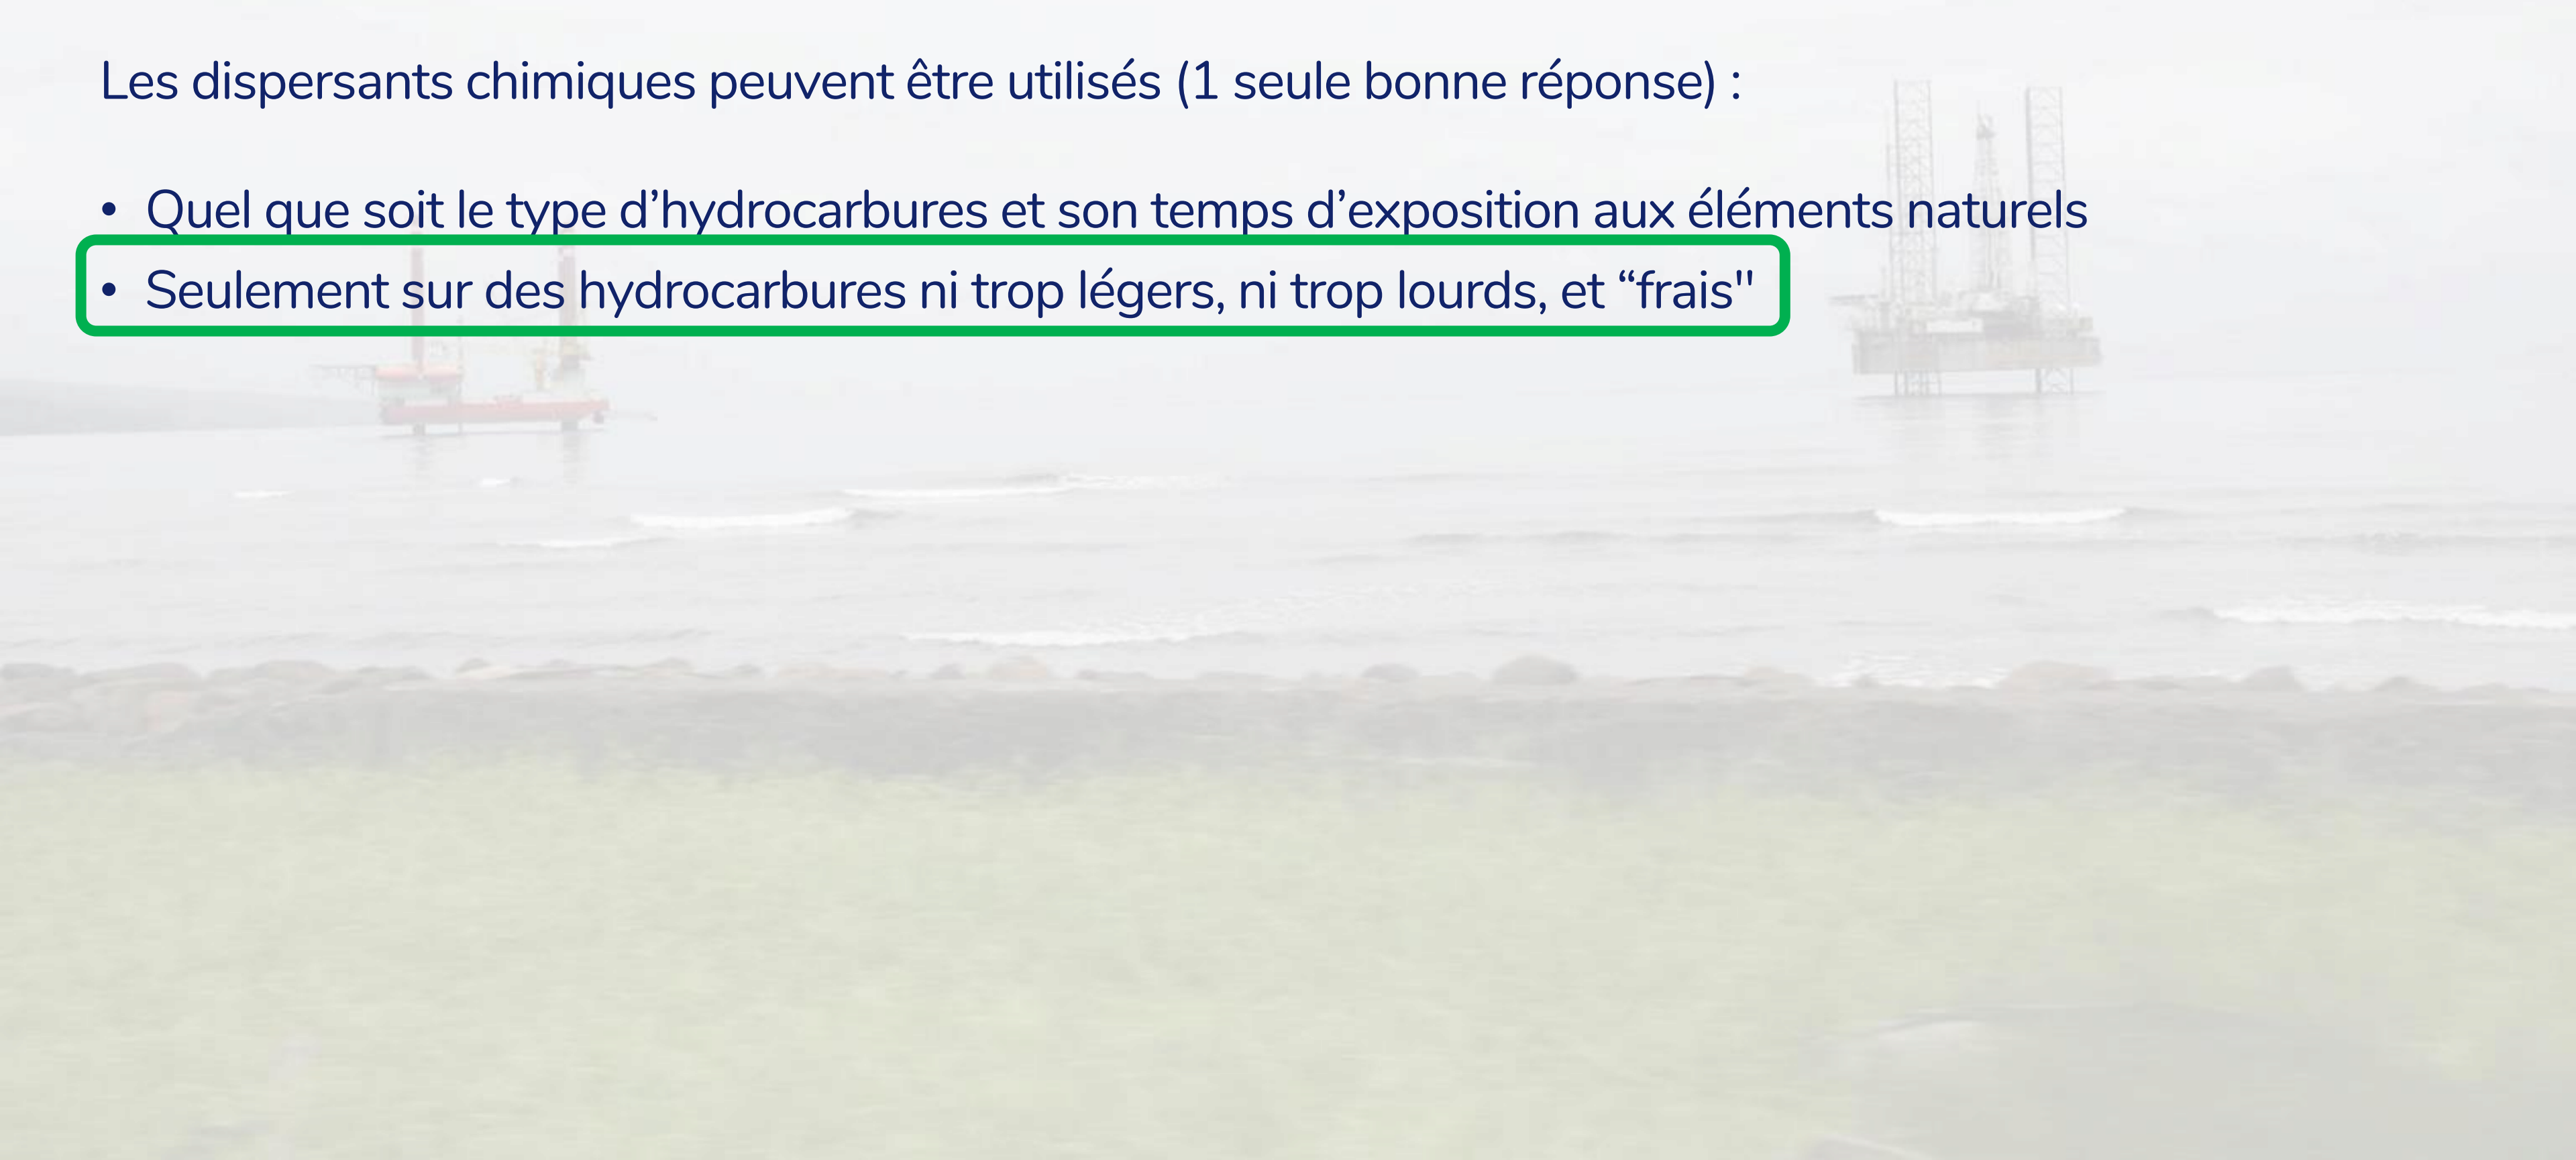 Les dispersants chimiques peuvent être utilisés (1 seule bonne réponse) :
• Quel que soit le type d’hydrocarbures et son temps d’exposition aux éléments naturels
• Seulement sur des hydrocarbures ni trop légers, ni trop lourds, et “frais"